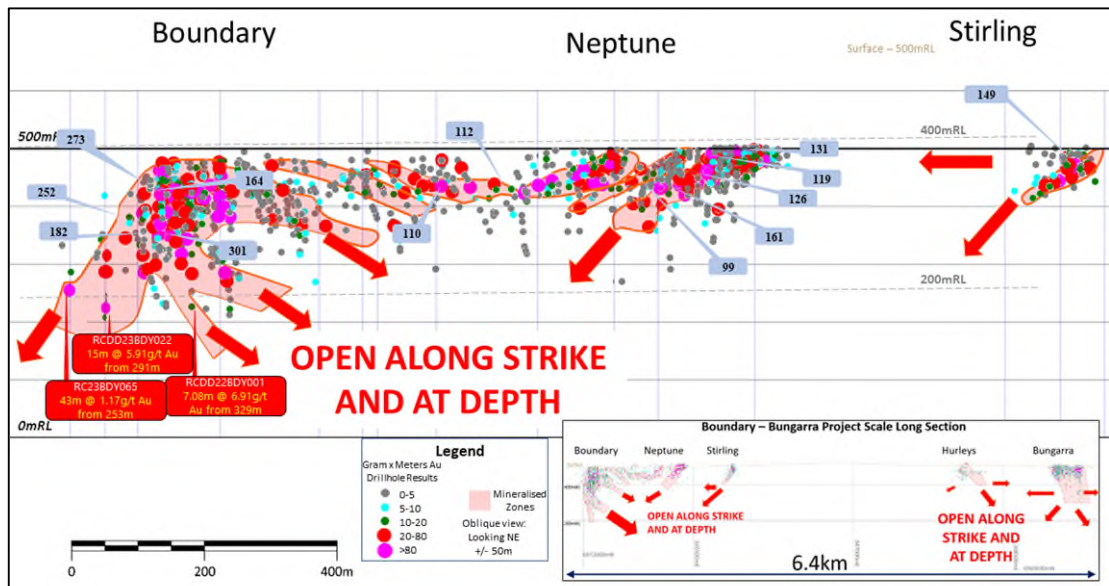 Boundary
Neptune
Stirling
Surface – 500mRL
500mRL
400mRL
273
112
149
131
119
126
164
252
182
301
110
161
99
200mRL
RCDD23BDY022
15m @ 5.91g/t Au
from 291m
RC23BDY065
43m @ 1.17g/t Au
from 253m
RCDD22BDY001
7.08m @ 6.91g/t
Au from 329m
OPEN ALONG STRIKE
AND AT DEPTH
0mRL
Legend
Gram x Meters Au
Drillhole Results
0-5
5-10
10-20
20-80
>80
Mineralised
Zones
Oblique view:
Looking NE
+/- 50m
0
200
400m
Boundary – Bungarra Project Scale Long Section
Boundary
Neptune
Stirling
Hurleys
Bungarra
OPEN ALONG STRIKE
AND AT DEPTH
OPEN ALONG
STRIKE AND
AT DEPTH
6.4km